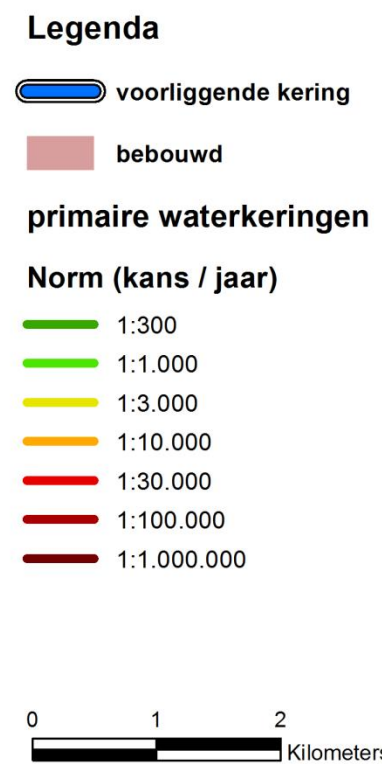 Legenda
voorliggende kering
bebouwd
primaire waterkeringen
Norm (kans / jaar)
1:300
1:1.000
1:3.000
1:10.000
1:30.000
1:100.000
1:1.000.000
0 1 2
Kilometers